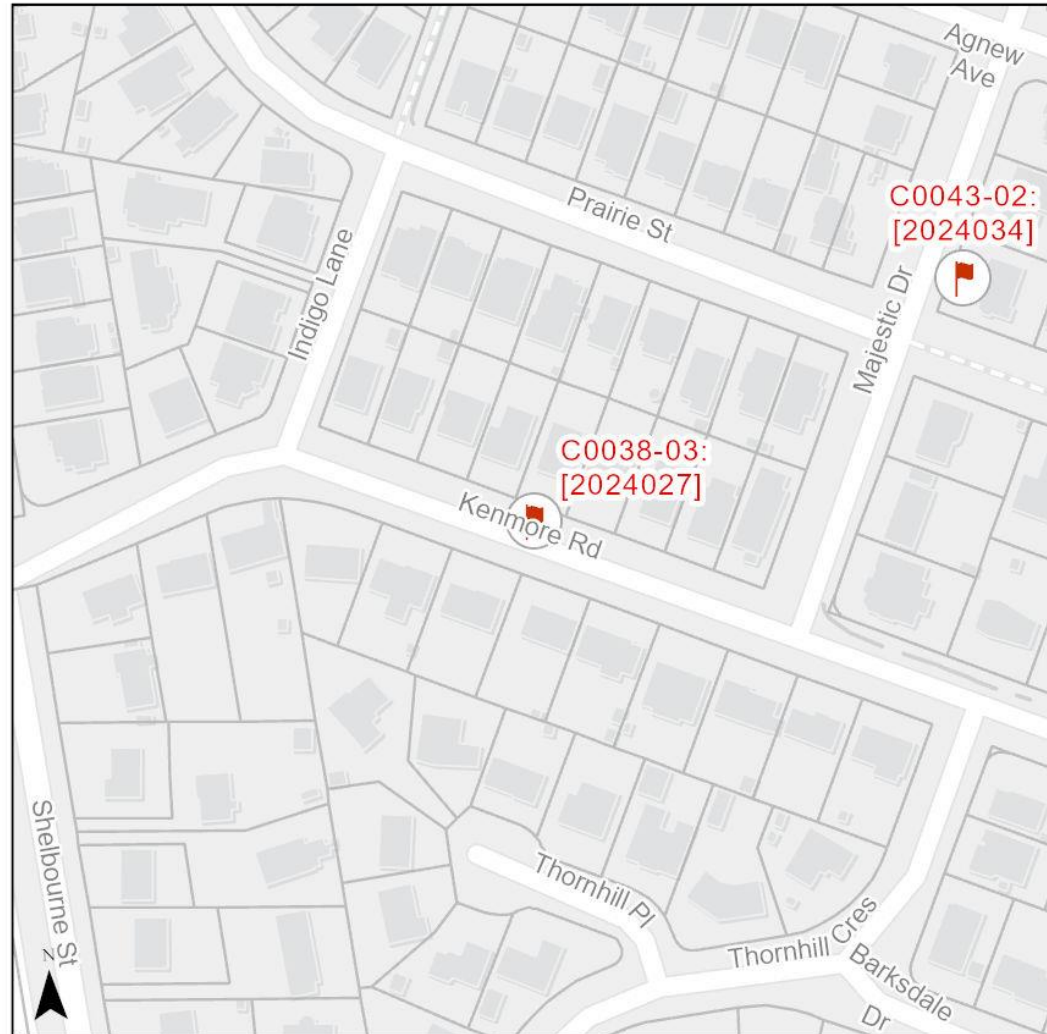 Agnew
Ave
C0043-02:
[2024034]
Prairie St
Indigo Lane
Majestic Dr
C0038-03:
[2024027]
Kenmore Rd
Shelbourne St
Thornhill Pl
Thornhill Cres
Barksdale
Dr
N